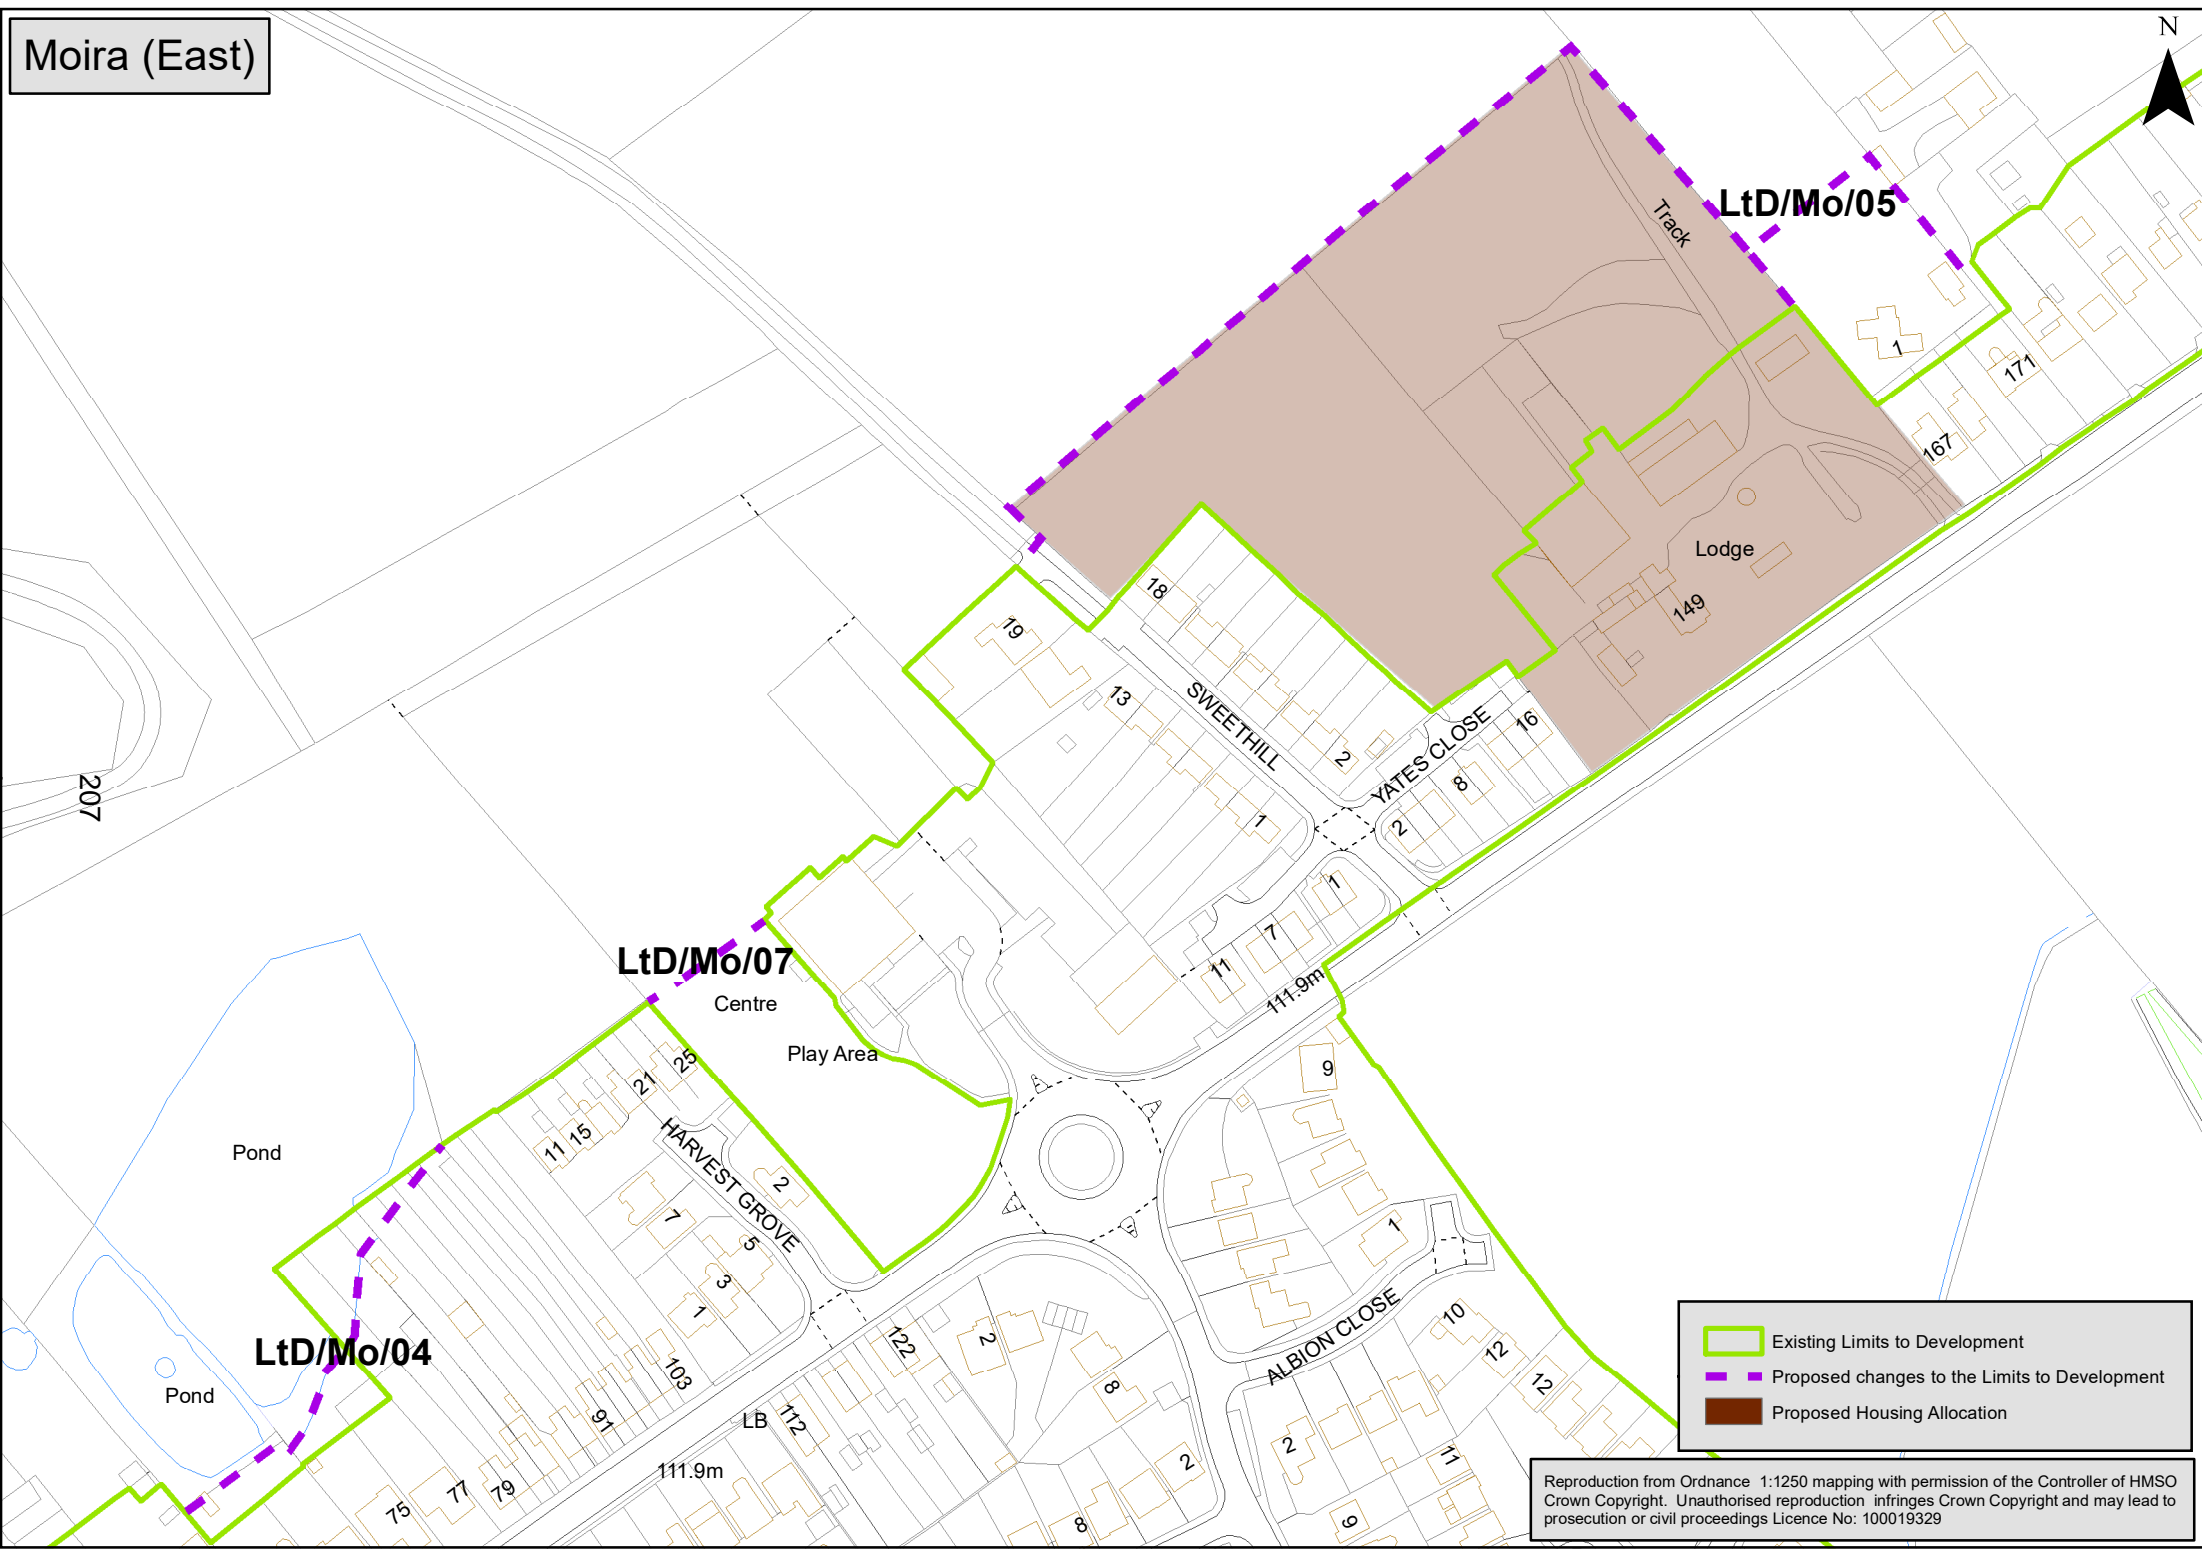 Moira (East)
N
LtD/Mo/05
Track
1
171
167
Lodge
149
18
19
13
SWEETHILL
2
YATES CLOSE
16
8
2
1
1
7
11
111.9m
207
LtD/Mo/07
Centre
Play Area
25
21
15
11
HARVEST GROVE
2
7
5
3
1
Pond
Pond
LtD/Mo/04
103
91
79
77
75
LB
112
122
111.9m
2
8
2
8
9
1
ALBION CLOSE
10
12
12
11
2
9
Existing Limits to Development
Proposed changes to the Limits to Development
Proposed Housing Allocation
Reproduction from Ordnance 1:1250 mapping with permission of the Controller of HMSO
Crown Copyright. Unauthorised reproduction infringes Crown Copyright and may lead to
prosecution or civil proceedings Licence No: 100019329